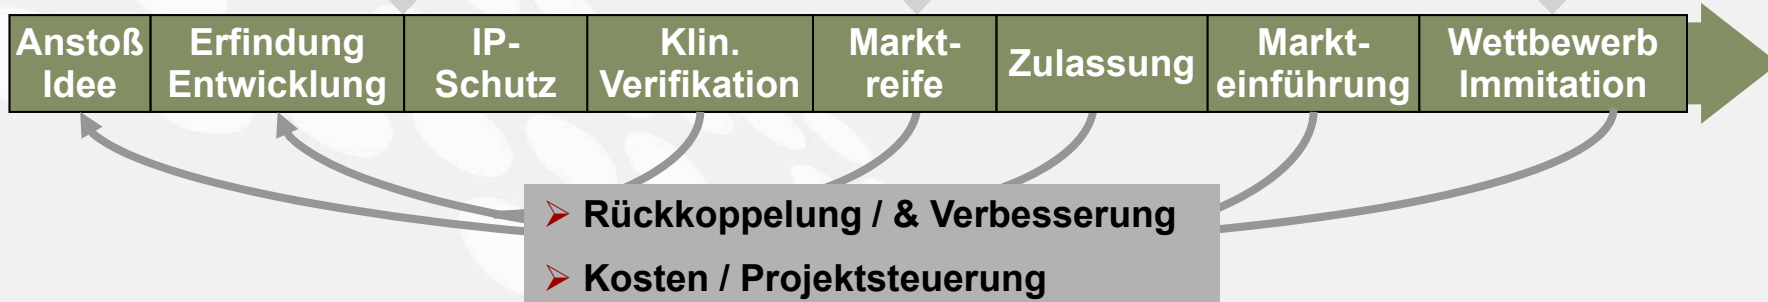 Anstoß
Idee
Erfindung
Entwicklung
IP-
Schutz
Klin.
Verifikation
Markt-
reife
Zulassung
Markt-
einführung
Wettbewerb
Immitation
➢ Rückkoppelung / & Verbesserung
➢ Kosten / Projektsteuerung